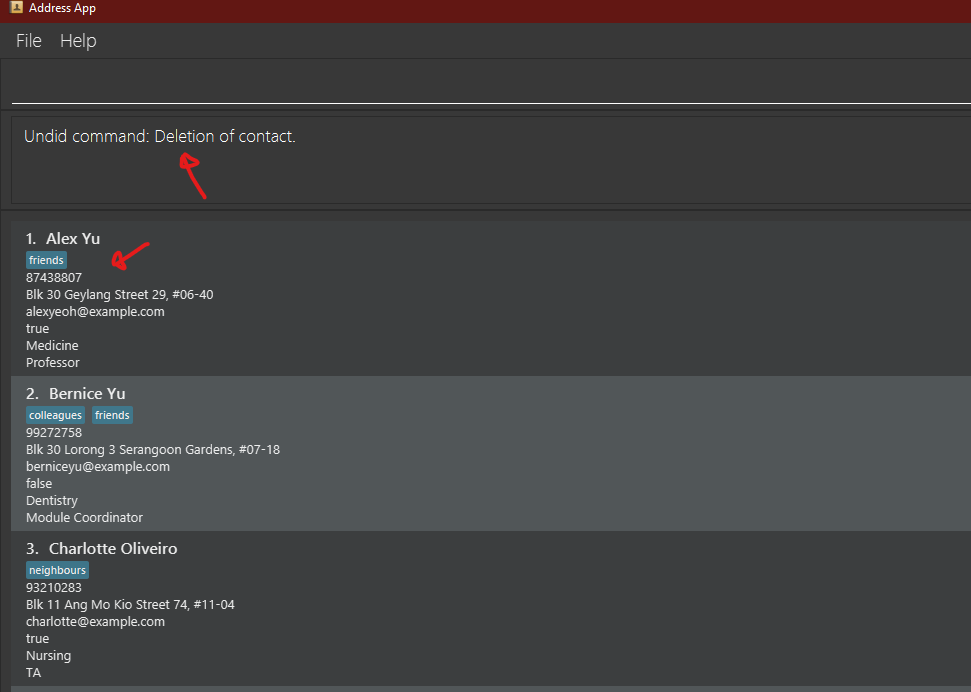 Address App
File Help
Undid command: Deletion of contact.
1. Alex Yu
friends
87438807
Blk 30 Geylang Street 29, #06-40
alexyeoh@example.com
true
Medicine
Professor
2. Bernice Yu
colleagues friends
99272758
Blk 30 Lorong 3 Serangoon Gardens, #07-18
berniceyu@example.com
false
Dentistry
Module Coordinator
3. Charlotte Oliveiro
neighbours
93210283
Blk 11 Ang Mo Kio Street 74, #11-04
charlotte@example.com
true
Nursing
TA